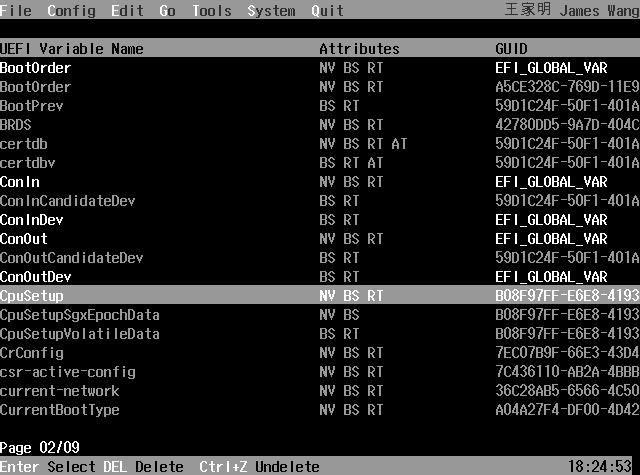 File Config Edit Go Tools System Quit 王家明 James Wang
UEFI Variable Name Attributes GUID
BootOrder NV BS RT EFI_GLOBAL_VAR
BootOrder NV BS RT A5CE328C-769D-11E9
BootPrev BS RT 59D1C24F-50F1-401A
BRDS NV BS RT 42780DD5-9A7D-404C
certdb NV BS RT AT 59D1C24F-50F1-401A
certdbv BS RT AT 59D1C24F-50F1-401A
ConIn NV BS RT EFI_GLOBAL_VAR
ConInCandidateDev BS RT 59D1C24F-50F1-401A
ConInDev BS RT EFI_GLOBAL_VAR
ConOut NV BS RT EFI_GLOBAL_VAR
ConOutCandidateDev BS RT 59D1C24F-50F1-401A
ConOutDev BS RT EFI_GLOBAL_VAR
CpuSetup NV BS RT B08F97FF-E6E8-4193
CpuSetupSgxEpochData NV BS B08F97FF-E6E8-4193
CpuSetupVolatileData BS RT B08F97FF-E6E8-4193
CrConfig NV BS RT 7EC07B9F-66E3-43D4
csr-active-config NV BS RT 7C436110-AB2A-4BBB
current-network NV BS RT 36C28AB5-6566-4C50
CurrentBootType NV BS RT A04A27F4-DF00-4D42
Page 02/09
Enter Select DEL Delete Ctrl+Z Undelete 18:24:53